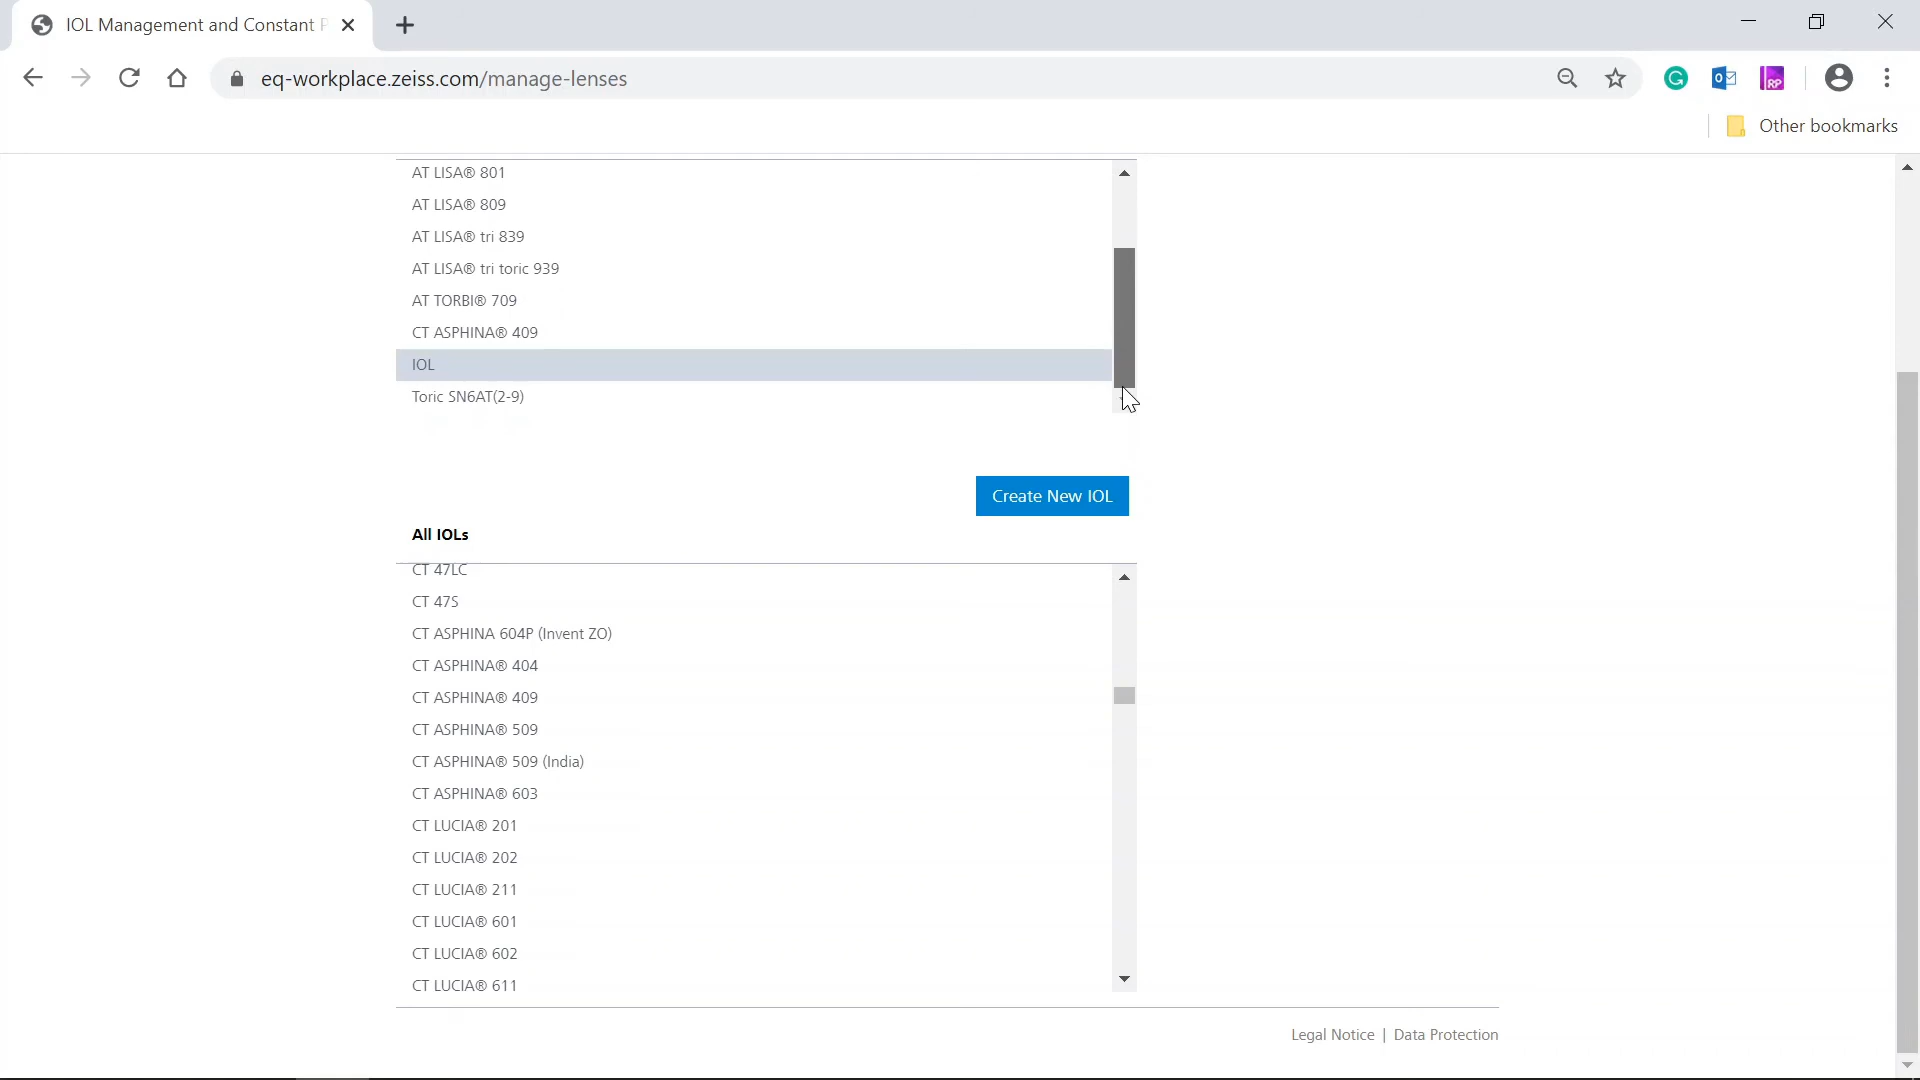 IOL Management and Constant P
eq-workplace.zeiss.com/manage-lenses
Other bookmarks
AT LISA® 801
AT LISA® 809
AT LISA® tri 839
AT LISA® tri toric 939
AT TORBI® 709
CT ASPHINA® 409
IOL
Toric SN6AT(2-9)
Create New IOL
All IOLs
CT 47LC
CT 47S
CT ASPHINA 604P (Invent ZO)
CT ASPHINA® 404
CT ASPHINA® 409
CT ASPHINA® 509
CT ASPHINA® 509 (India)
CT ASPHINA® 603
CT LUCIA® 201
CT LUCIA® 202
CT LUCIA® 211
CT LUCIA® 601
CT LUCIA® 602
CT LUCIA® 611
Legal Notice | Data Protection